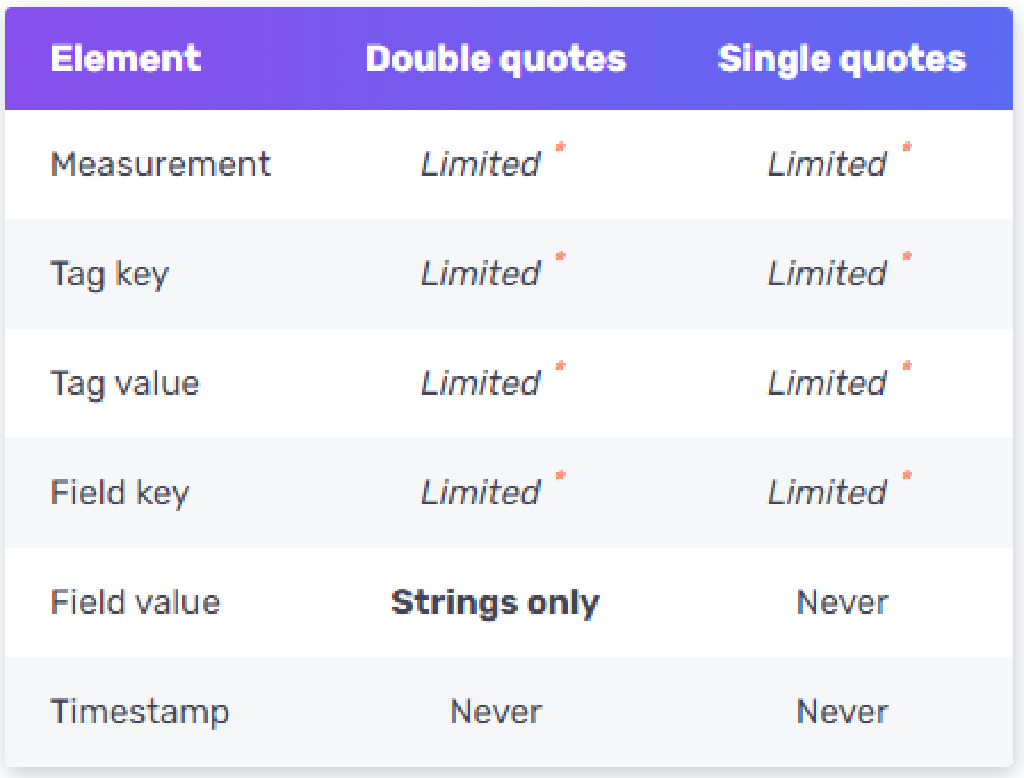 Element Double quotes Single quotes
Measurement Limited * Limited *
Tag key Limited * Limited *
Tag value Limited * Limited *
Field key Limited * Limited *
Field value Strings only Never
Timestamp Never Never